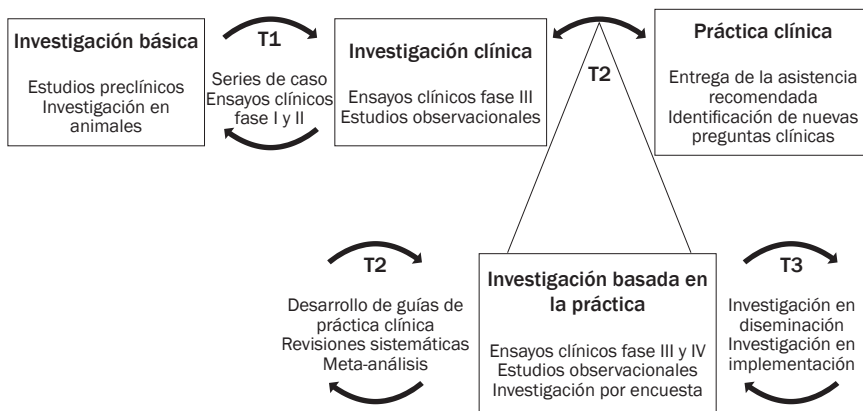 Investigación básica
Estudios preclínicos
Investigación en
animales
T1
Series de caso
Ensayos clínicos
fase I y II
Investigación clínica
Ensayos clínicos fase III
Estudios observacionales
T2
Práctica clínica
Entrega de la asistencia
recomendada
Identificación de nuevas
preguntas clínicas
T2
Desarrollo de guías de
práctica clínica
Revisiones sistemáticas
Meta-análisis
Investigación basada en
la práctica
Ensayos clínicos fase III y IV
Estudios observacionales
Investigación por encuesta
T3
Investigación en
diseminación
Investigación en
implementación